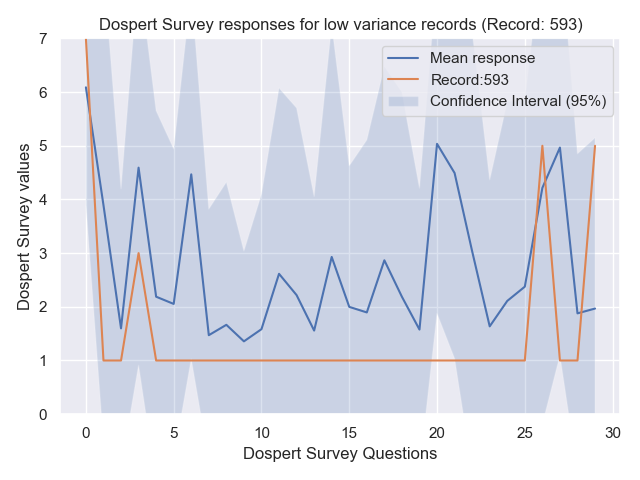 Dospert Survey responses for low variance records (Record: 593)
Mean response
Record:593
Confidence Interval (95%)
7
6
5
4
3
2
1
0
Dospert Survey values
0 5 10 15 20 25 30
Dospert Survey Questions